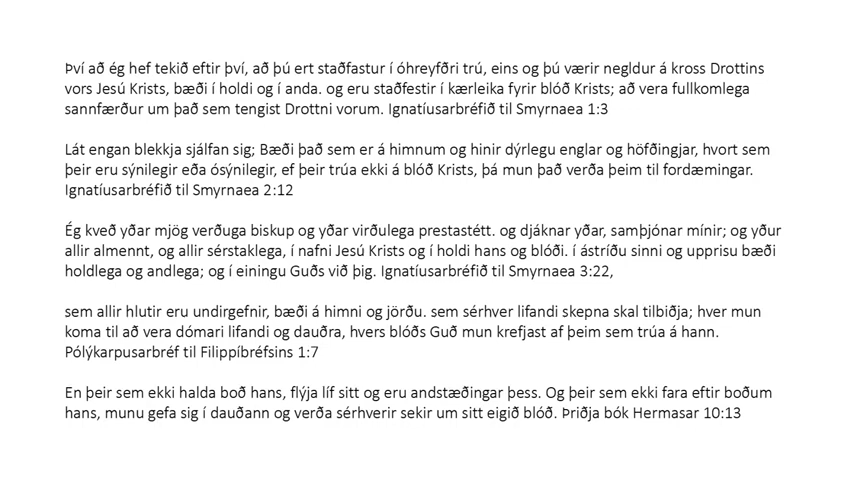 Því að ég hef tekið eftir því, að þú ert staðfastur í óhreyfðri trú, eins og þú værir negldur á kross Drottins
vors Jesú Krists, bæði í holdi og í anda. og eru staðfestir í kærleika fyrir blóð Krists; að vera fullkomlega
sannfærður um það sem tengist Drottni vorum. Ignatíusarbréfið til Smyrnaea 1:3
Lát engan blekkja sjálfan sig; Bæði það sem er á himnum og hinir dýrlegu englar og höfðingjar, hvort sem
þeir eru sýnilegir eða ósýnilegir, ef þeir trúa ekki á blóð Krists, þá mun það verða þeim til fordæmingar.
Ignatíusarbréfið til Smyrnaea 2:12
Ég kveð yðar mjög verðuga biskup og yðar virðulega prestastétt. og djáknar yðar, samþjónar mínir; og yður
allir almennt, og allir sérstaklega, í nafni Jesú Krists og í holdi hans og blóði. í ástríðu sinni og upprisu bæði
holdlega og andlega; og í einingu Guðs við þig. Ignatíusarbréfið til Smyrnaea 3:22,
sem allir hlutir eru undirgefnir, bæði á himni og jörðu. sem sérhver lifandi skepna skal tilbiðja; hver mun
koma til að vera dómari lifandi og dauðra, hvers blóðs Guð mun krefjast af þeim sem trúa á hann.
Pólýkarpusarbréf til Filippíbréfsins 1:7
En þeir sem ekki halda boð hans, flýja líf sitt og eru andstæðingar þess. Og þeir sem ekki fara eftir boðum
hans, munu gefa sig í dauðann og verða sérhverir sekir um sitt eigið blóð. Þriðja bók Hermasar 10:13